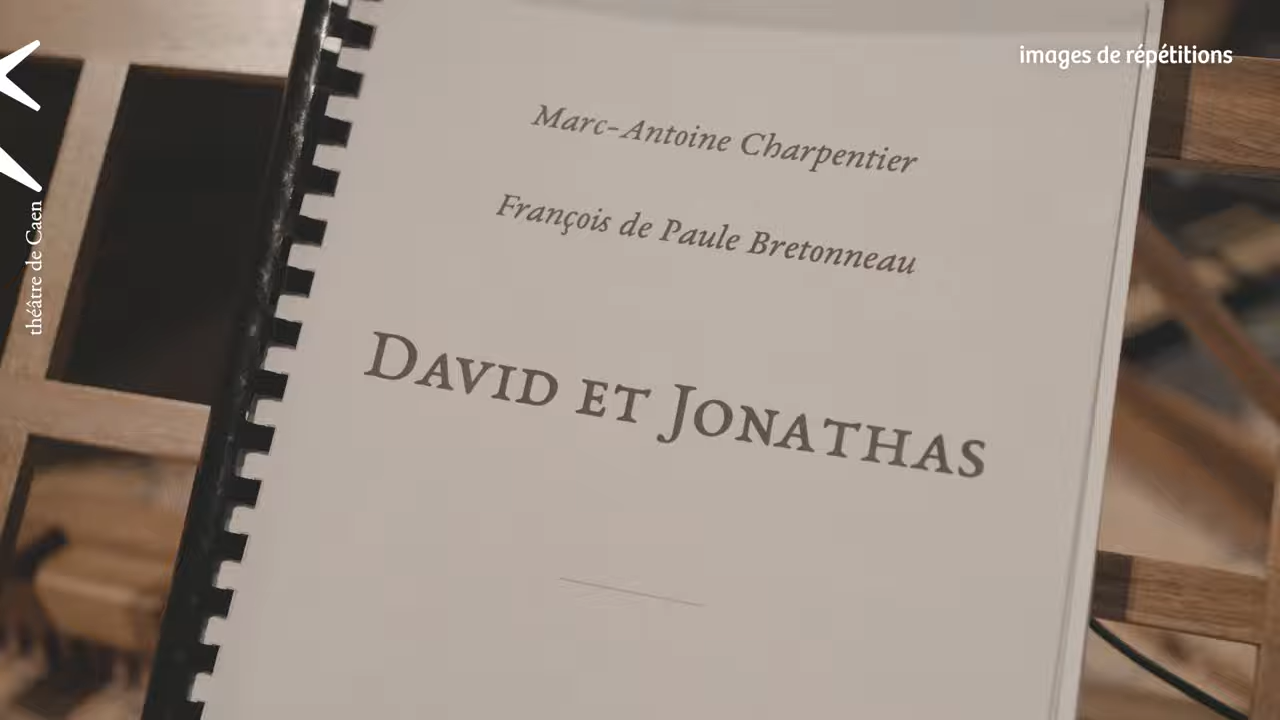 images de répétitions
Marc-Antoine Charpentier
François de Paule Bretonneau
DAVID ET JONATHAS
théâtre de Caen